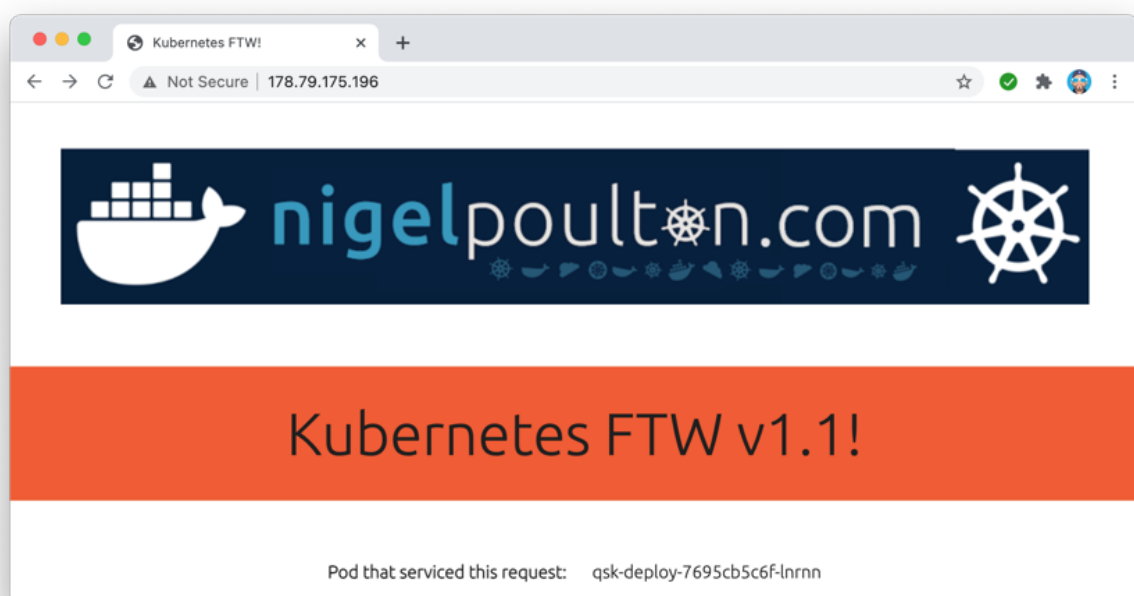 Kubernetes FTW!
Not Secure | 178.79.175.196
nigelpoulton.com
Kubernetes FTW v1.1!
Pod that serviced this request: qsk-deploy-7695cb5c6f-lnrnn